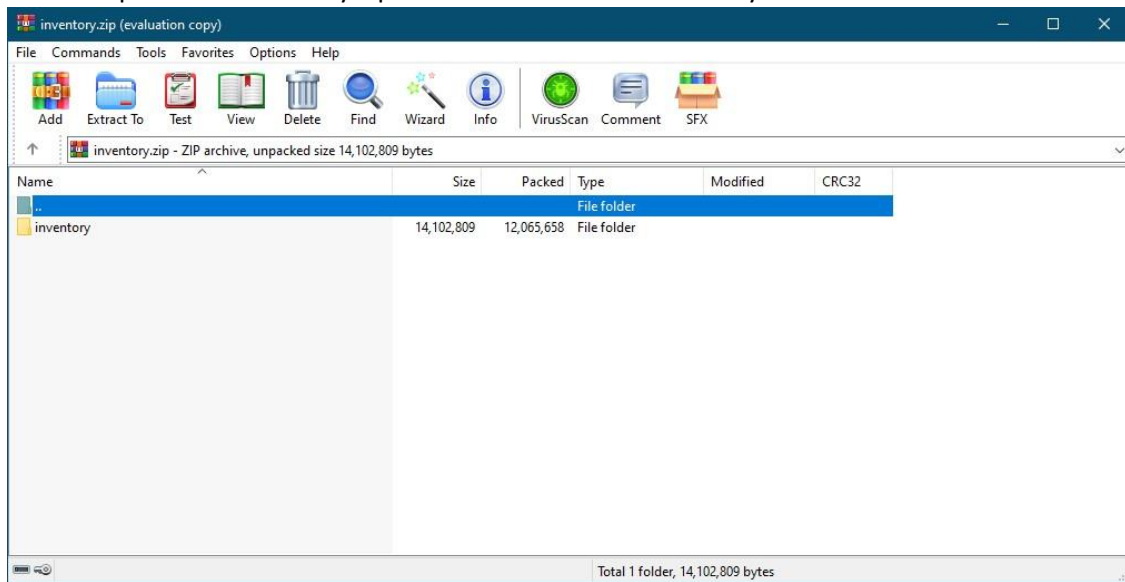 inventory.zip (evaluation copy)
File Commands Tools Favorites Options Help
Add Extract To Test View Delete Find Wizard Info VirusScan Comment SFX
inventory.zip - ZIP archive, unpacked size 14,102,809 bytes
Name Size Packed Type Modified CRC32
.. File folder
inventory 14,102,809 12,065,658 File folder
Total 1 folder, 14,102,809 bytes